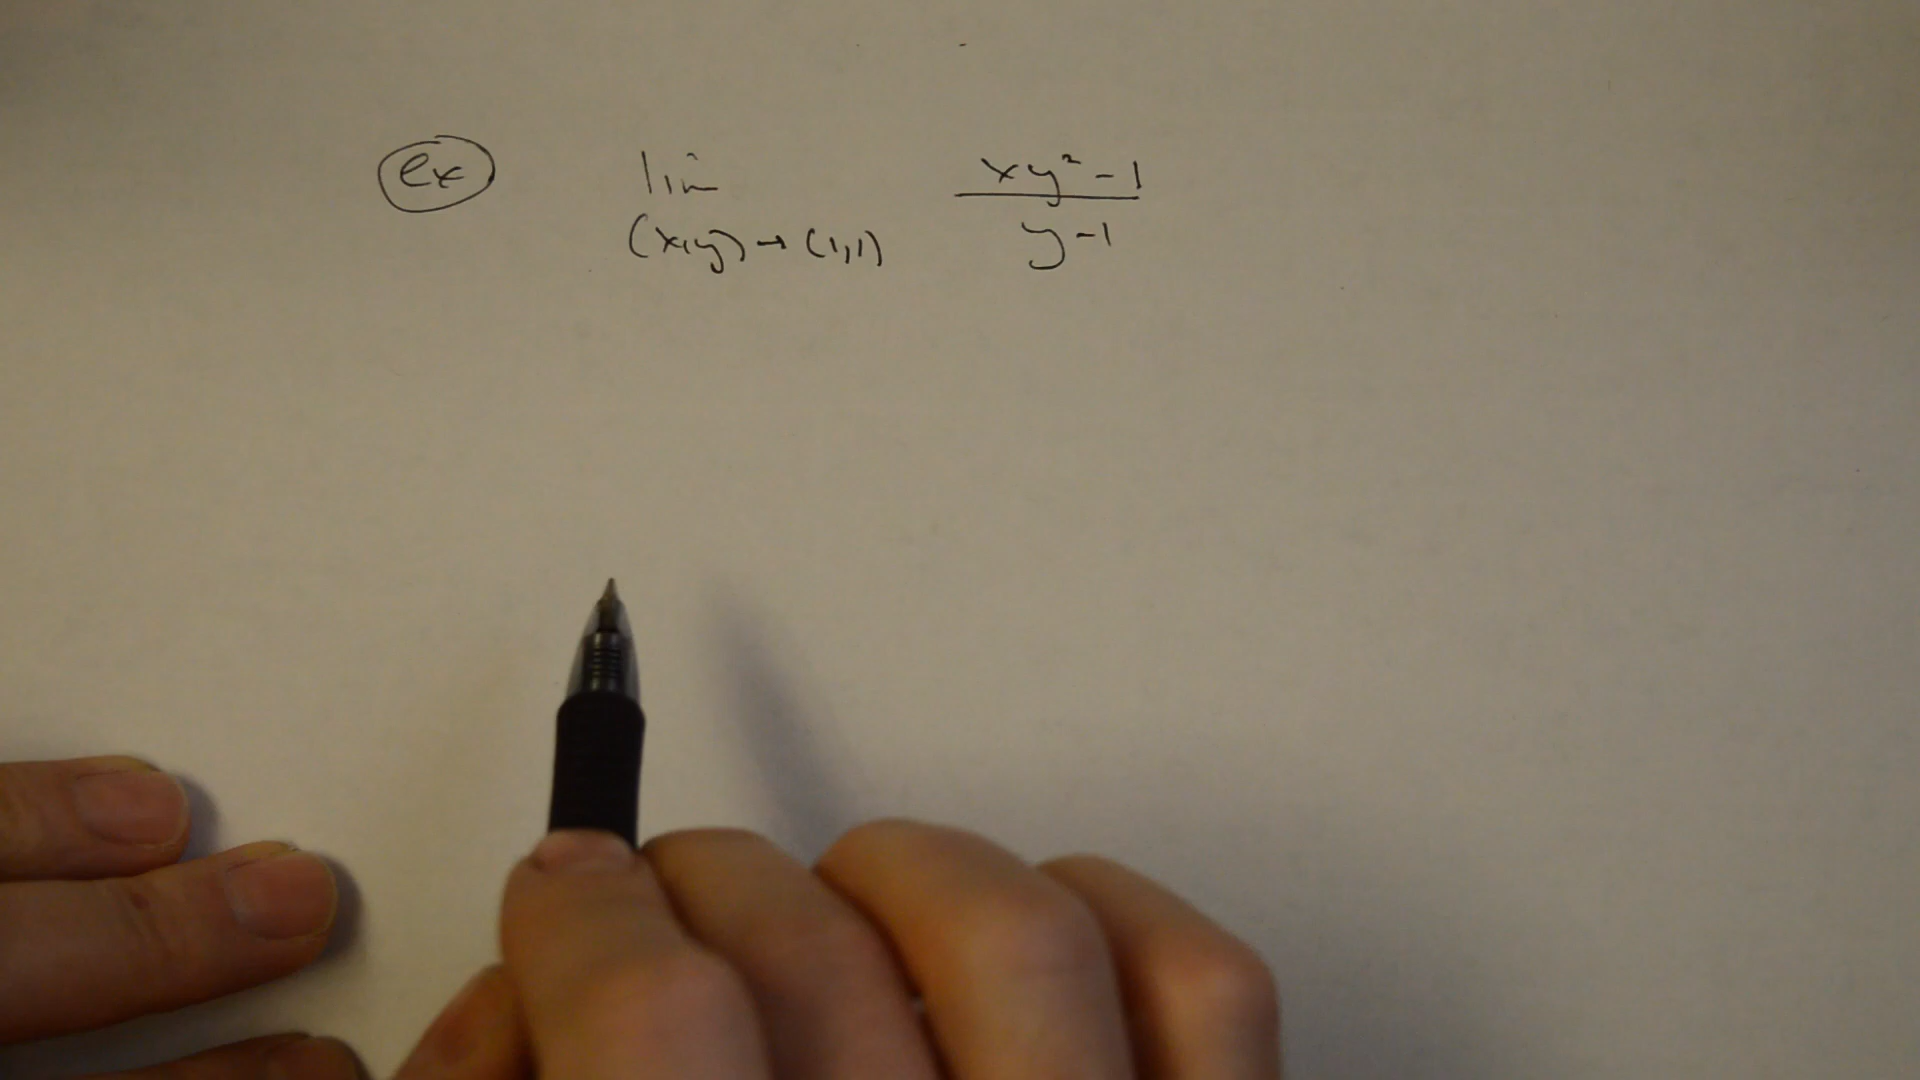 ex lim xy² - 1
(x,y) → (1,1) y - 1